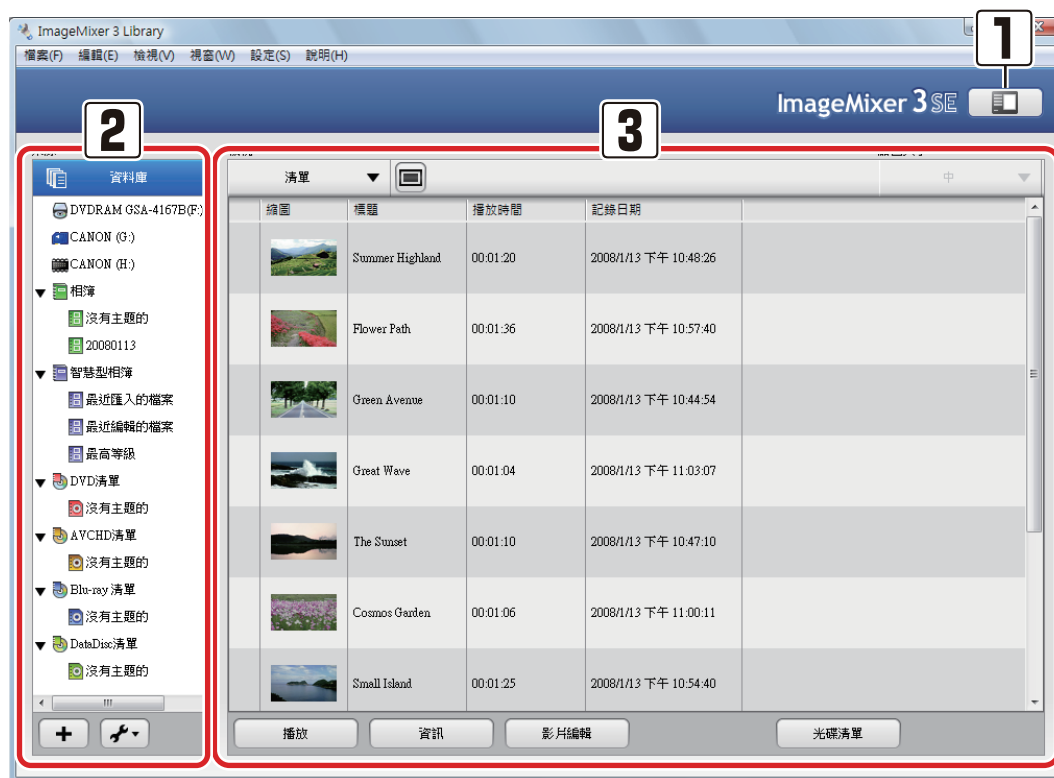 ImageMixer 3 Library
1
檔案(F) 編輯(E) 檢視(V) 視窗(W) 設定(S) 說明(H)
ImageMixer 3 SE
2
3
資料庫
DVDRAM GSA-4167B(F:)
CANON (G:)
CANON (H:)
相簿
沒有主題的
20080113
智慧型相簿
最近匯入的檔案
最近編輯的檔案
最高等級
DVD清單
沒有主題的
AVCHD清單
沒有主題的
Blu-ray 清單
沒有主題的
DataDisc清單
沒有主題的
清單 中
縮圖 標題 播放時間 記錄日期
Summer Highland 00:01:20 2008/1/13 下午 10:48:26
Flower Path 00:01:36 2008/1/13 下午 10:57:40
Green Avenue 00:01:10 2008/1/13 下午 10:44:54
Great Wave 00:01:04 2008/1/13 下午 11:03:07
The Sunset 00:01:10 2008/1/13 下午 10:47:10
Cosmos Garden 00:01:06 2008/1/13 下午 11:00:11
Small Island 00:01:25 2008/1/13 下午 10:54:40
播放 資訊 影片編輯 光碟清單